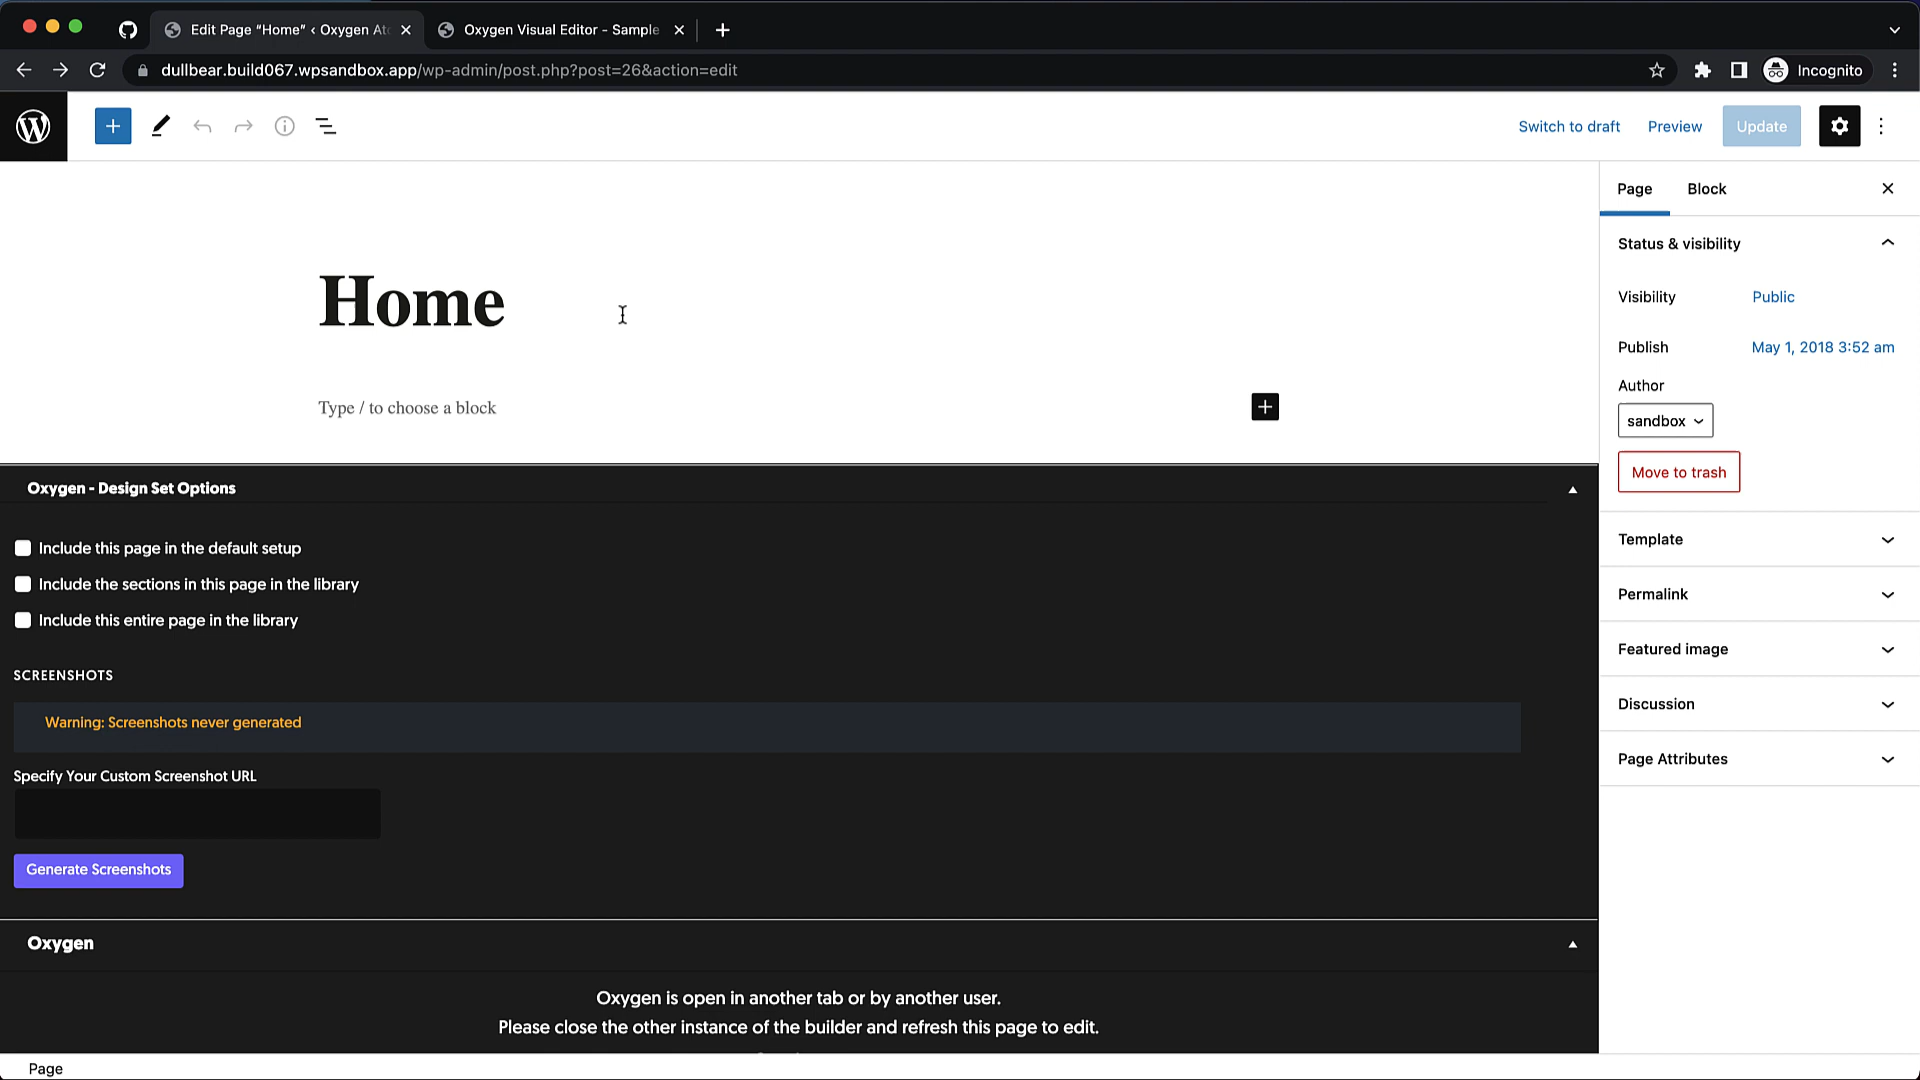 Edit Page “Home” ‹ Oxygen At
Oxygen Visual Editor - Sample
dullbear.build067.wpsandbox.app/wp-admin/post.php?post=26&action=edit
Incognito
Switch to draft
Preview
Update
Page
Block
Status & visibility
Visibility
Public
Publish
May 1, 2018 3:52 am
Author
sandbox
Move to trash
Template
Permalink
Featured image
Discussion
Page Attributes
Home
Type / to choose a block
Oxygen - Design Set Options
Include this page in the default setup
Include the sections in this page in the library
Include this entire page in the library
SCREENSHOTS
Warning: Screenshots never generated
Specify Your Custom Screenshot URL
Generate Screenshots
Oxygen
Oxygen is open in another tab or by another user.
Please close the other instance of the builder and refresh this page to edit.
Page